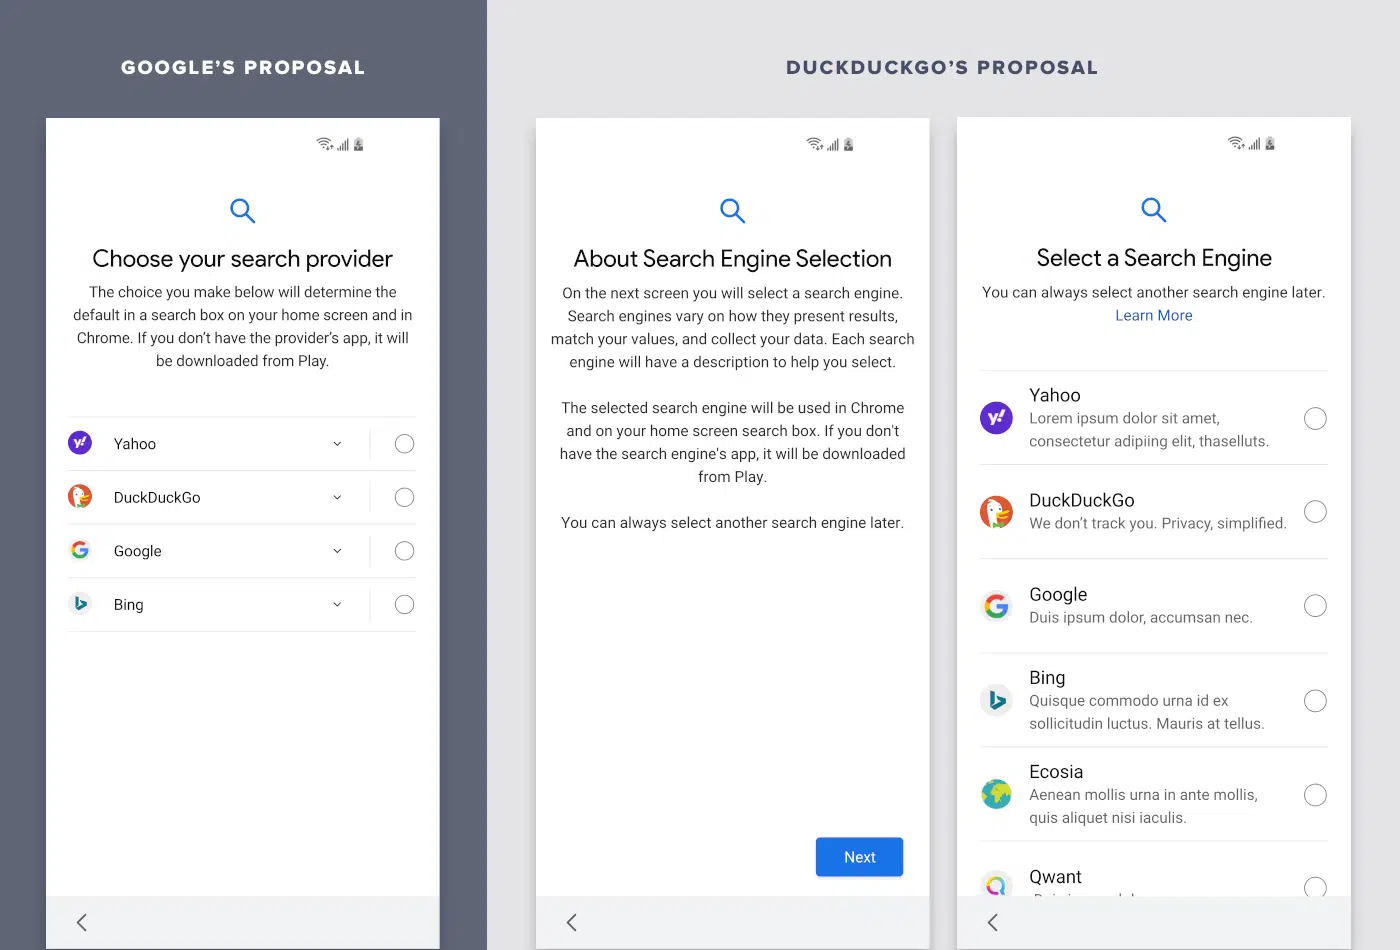 GOOGLE’S PROPOSAL
Choose your search provider
The choice you make below will determine the
default in a search box on your home screen and in
Chrome. If you don’t have the provider’s app, it will
be downloaded from Play.
Yahoo
DuckDuckGo
Google
Bing
DUCKDUCKGO’S PROPOSAL
About Search Engine Selection
On the next screen you will select a search engine.
Search engines vary on how they present results,
match your values, and collect your data. Each search
engine will have a description to help you select.
The selected search engine will be used in Chrome
and on your home screen search box. If you don't
have the search engine's app, it will be downloaded
from Play.
You can always select another search engine later.
Next
Select a Search Engine
You can always select another search engine later.
Learn More
Yahoo
Lorem ipsum dolor sit amet,
consectetur adipiing elit, thaselluts.
DuckDuckGo
We don’t track you. Privacy, simplified.
Google
Duis ipsum dolor, accumsan nec.
Bing
Quisque commodo urna id ex
sollicitudin luctus. Mauris at tellus.
Ecosia
Aenean mollis urna in ante mollis,
quis aliquet nisi iaculis.
Qwant